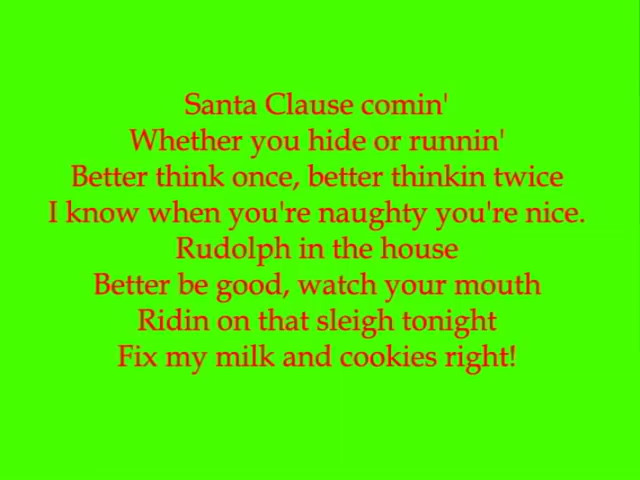 Santa Clause comin'
Whether you hide or runnin'
Better think once, better thinkin twice
I know when you're naughty you're nice.
Rudolph in the house
Better be good, watch your mouth
Ridin on that sleigh tonight
Fix my milk and cookies right!